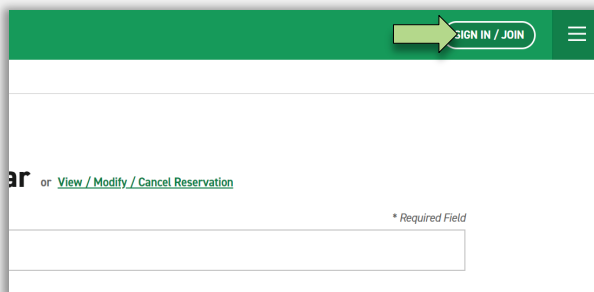 SIGN IN / JOIN
ar or View / Modify / Cancel Reservation
* Required Field